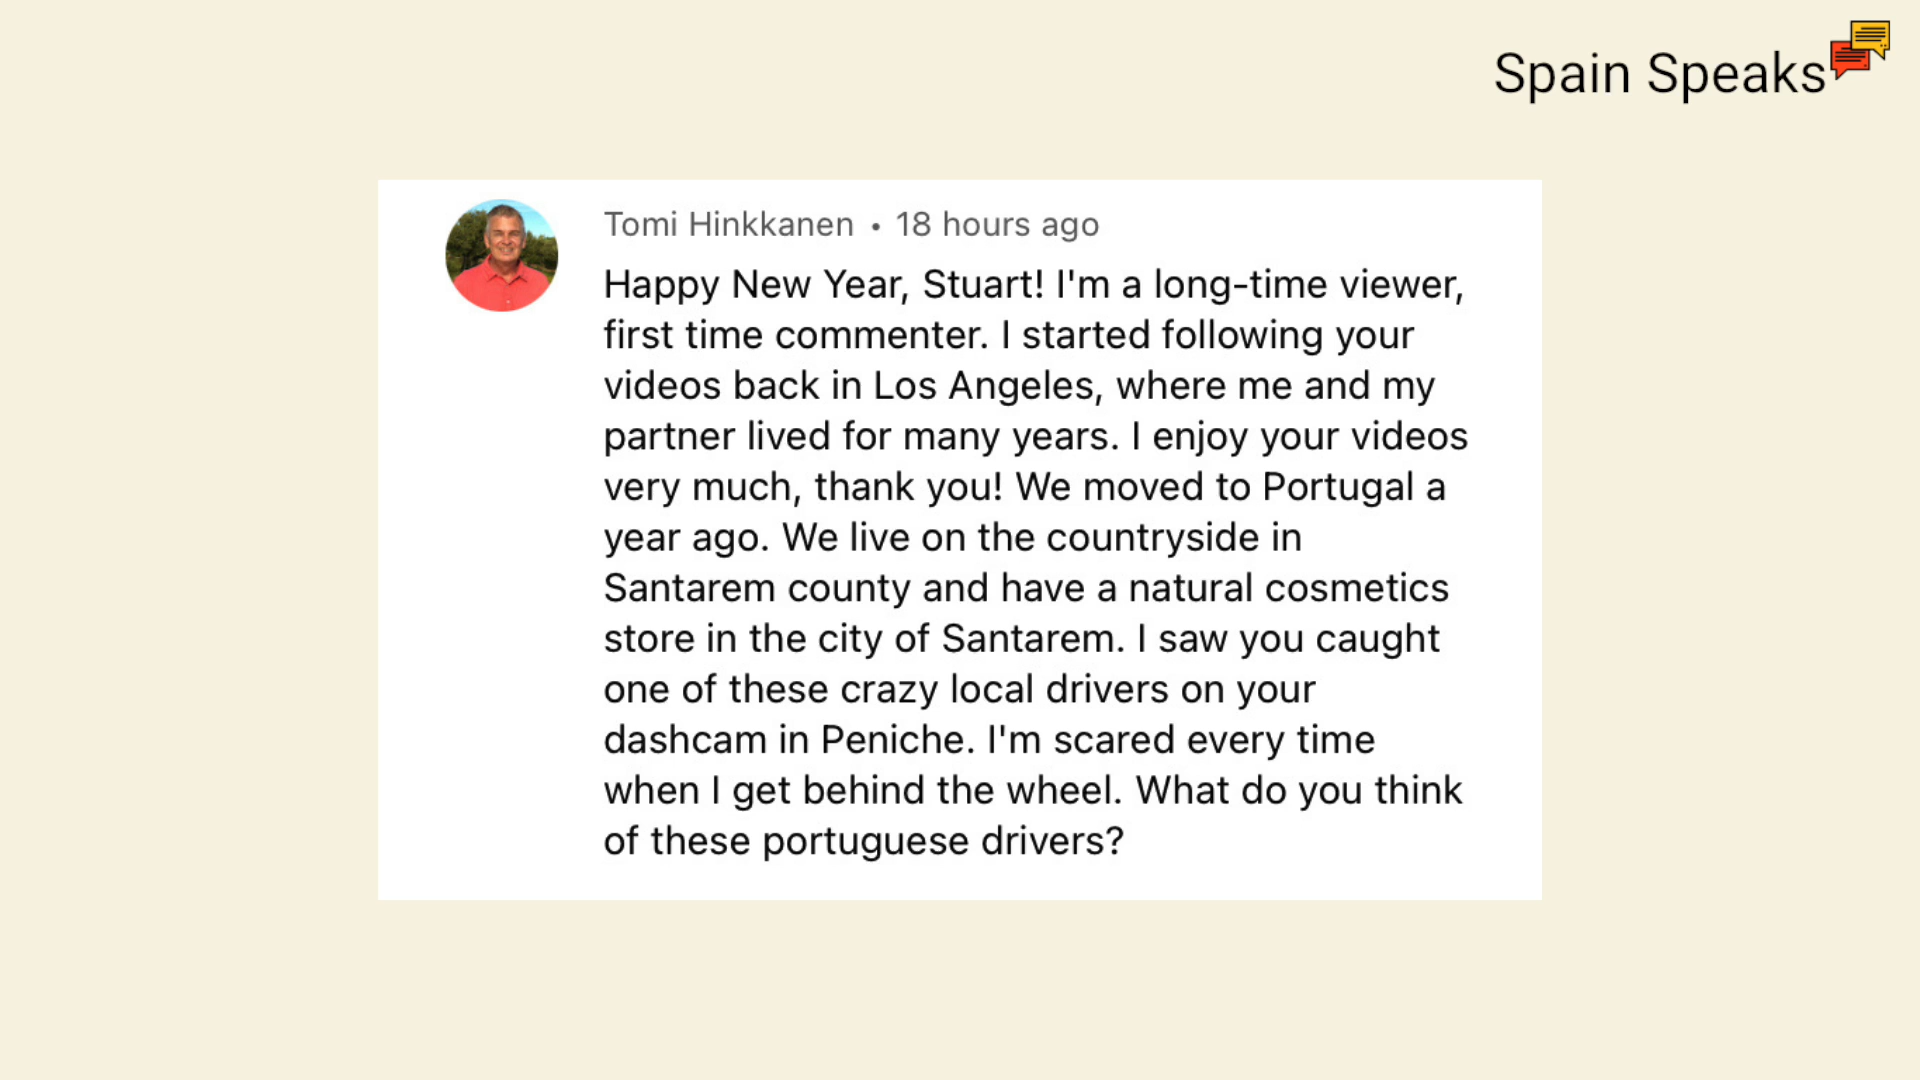 Spain Speaks
Tomi Hinkkanen • 18 hours ago
Happy New Year, Stuart! I'm a long-time viewer,
first time commenter. I started following your
videos back in Los Angeles, where me and my
partner lived for many years. I enjoy your videos
very much, thank you! We moved to Portugal a
year ago. We live on the countryside in
Santarem county and have a natural cosmetics
store in the city of Santarem. I saw you caught
one of these crazy local drivers on your
dashcam in Peniche. I'm scared every time
when I get behind the wheel. What do you think
of these portuguese drivers?